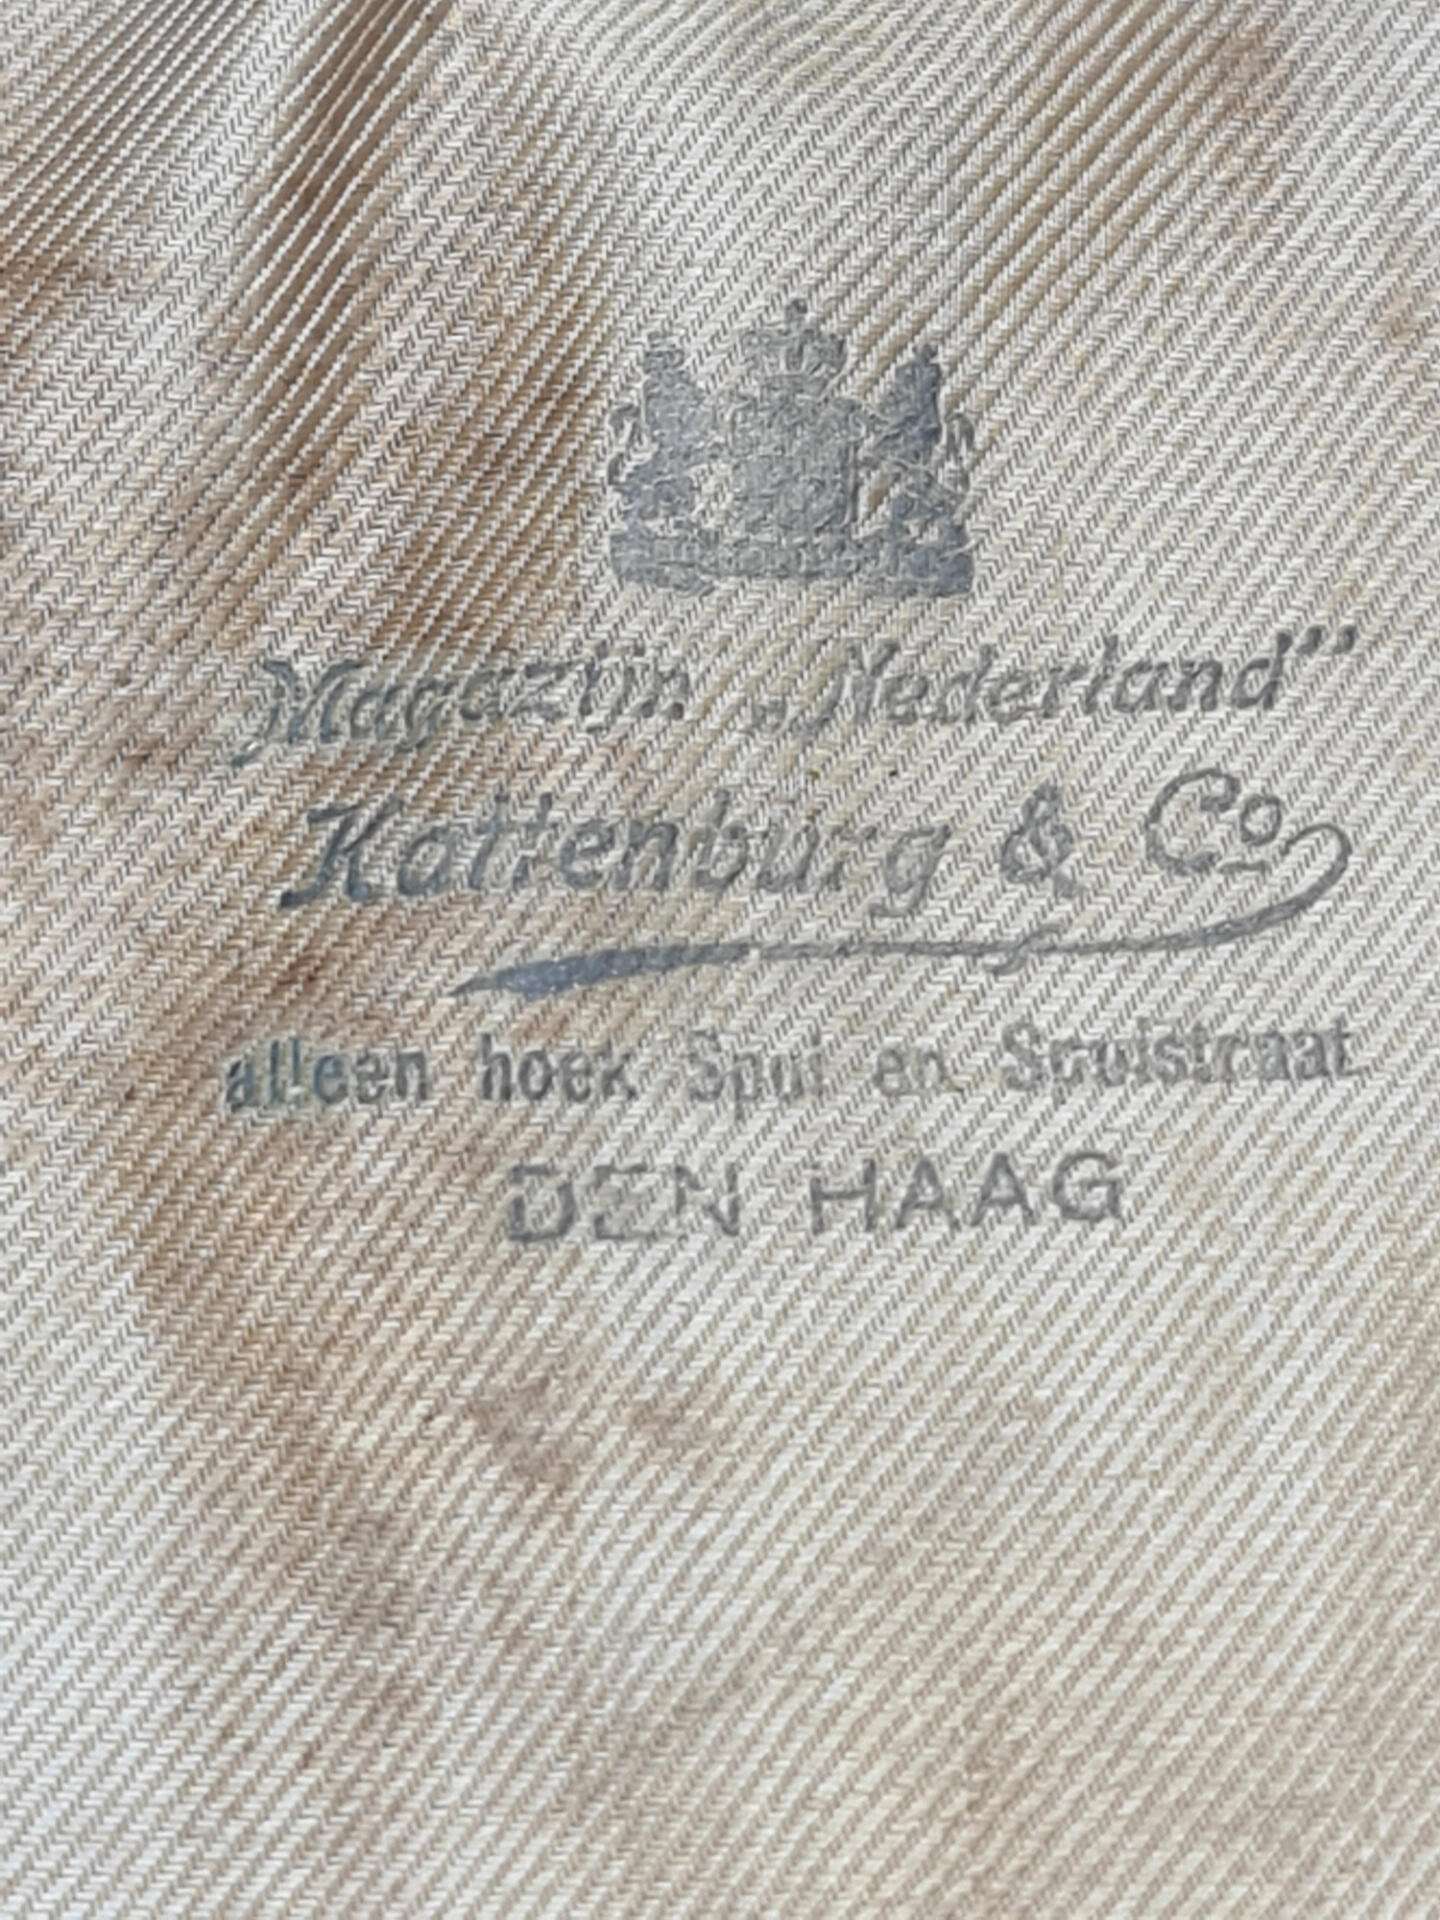 Magazijn „Nederland”
Kattenburg & Co
alleen hoek Spui en Spuistraat
DEN HAAG